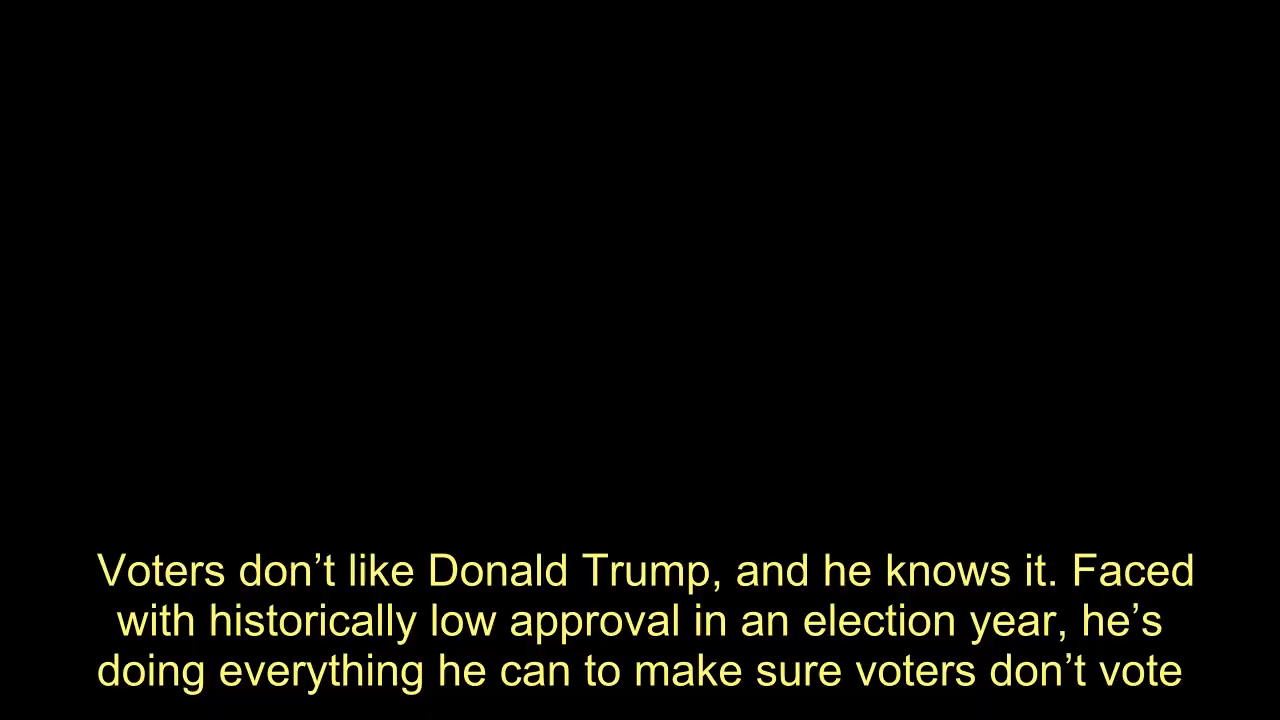 Voters don’t like Donald Trump, and he knows it. Faced
with historically low approval in an election year, he’s
doing everything he can to make sure voters don’t vote